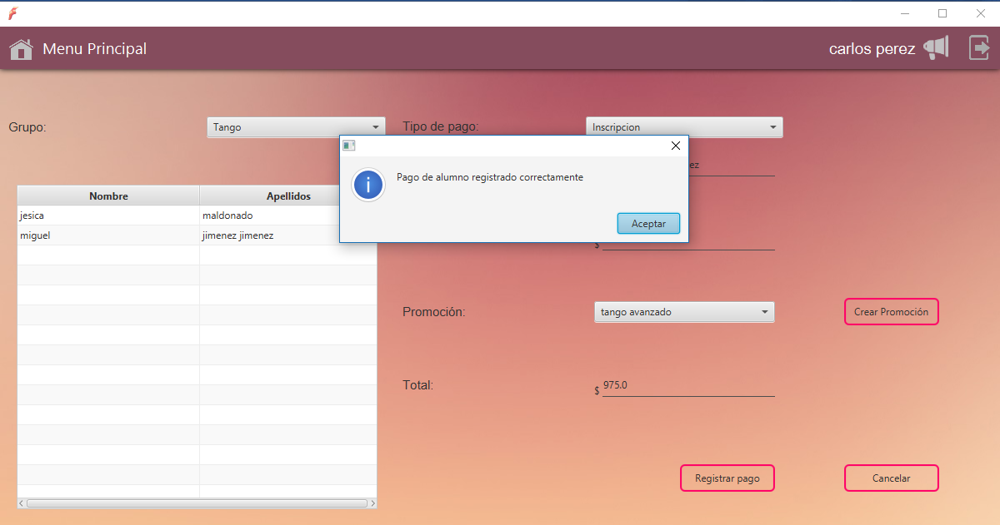 Menu Principal
carlos perez
Grupo:
Tango
Tipo de pago:
Inscripcion
Pago de alumno registrado correctamente
Aceptar
Nombre
Apellidos
jesica
maldonado
miguel
jimenez jimenez
ez
$
Promoción:
tango avanzado
Crear Promoción
Total:
$ 975.0
Registrar pago
Cancelar